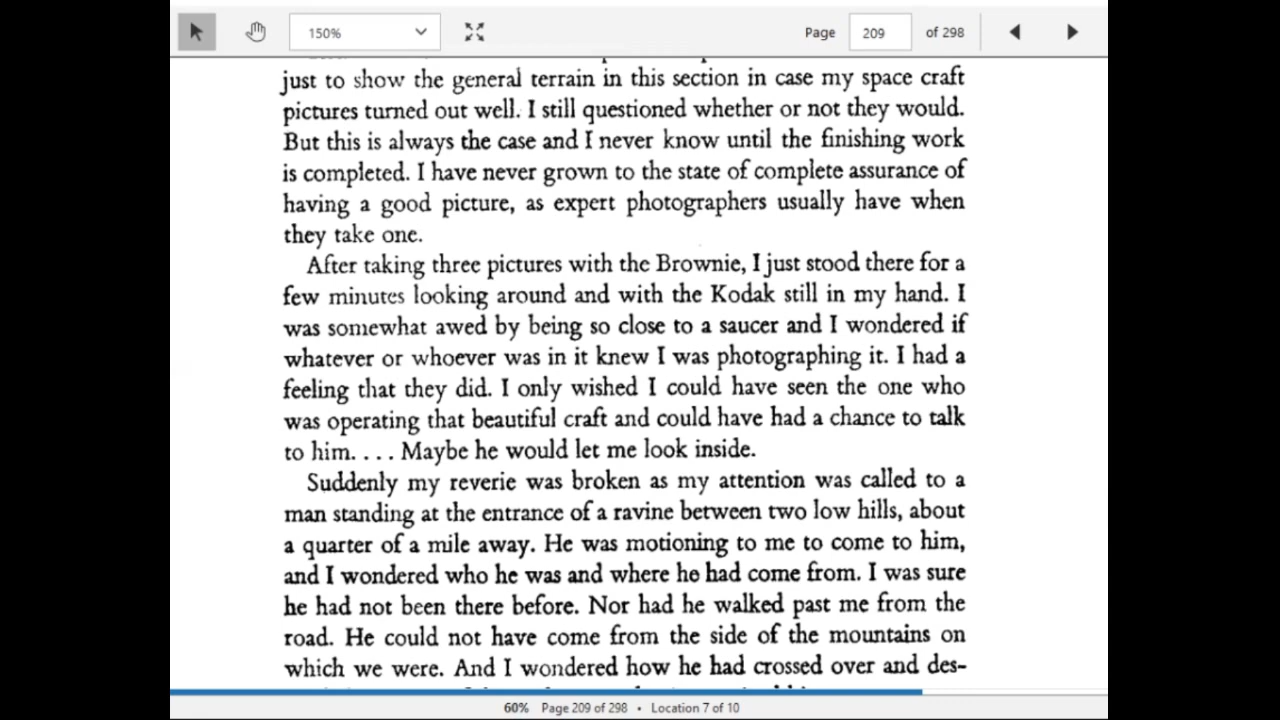 150%
Page 209 of 298
just to show the general terrain in this section in case my space craft
pictures turned out well. I still questioned whether or not they would.
But this is always the case and I never know until the finishing work
is completed. I have never grown to the state of complete assurance of
having a good picture, as expert photographers usually have when
they take one.
After taking three pictures with the Brownie, I just stood there for a
few minutes looking around and with the Kodak still in my hand. I
was somewhat awed by being so close to a saucer and I wondered if
whatever or whoever was in it knew I was photographing it. I had a
feeling that they did. I only wished I could have seen the one who
was operating that beautiful craft and could have had a chance to talk
to him. . . . Maybe he would let me look inside.
Suddenly my reverie was broken as my attention was called to a
man standing at the entrance of a ravine between two low hills, about
a quarter of a mile away. He was motioning to me to come to him,
and I wondered who he was and where he had come from. I was sure
he had not been there before. Nor had he walked past me from the
road. He could not have come from the side of the mountains on
which we were. And I wondered how he had crossed over and des-
60% Page 209 of 298 • Location 7 of 10